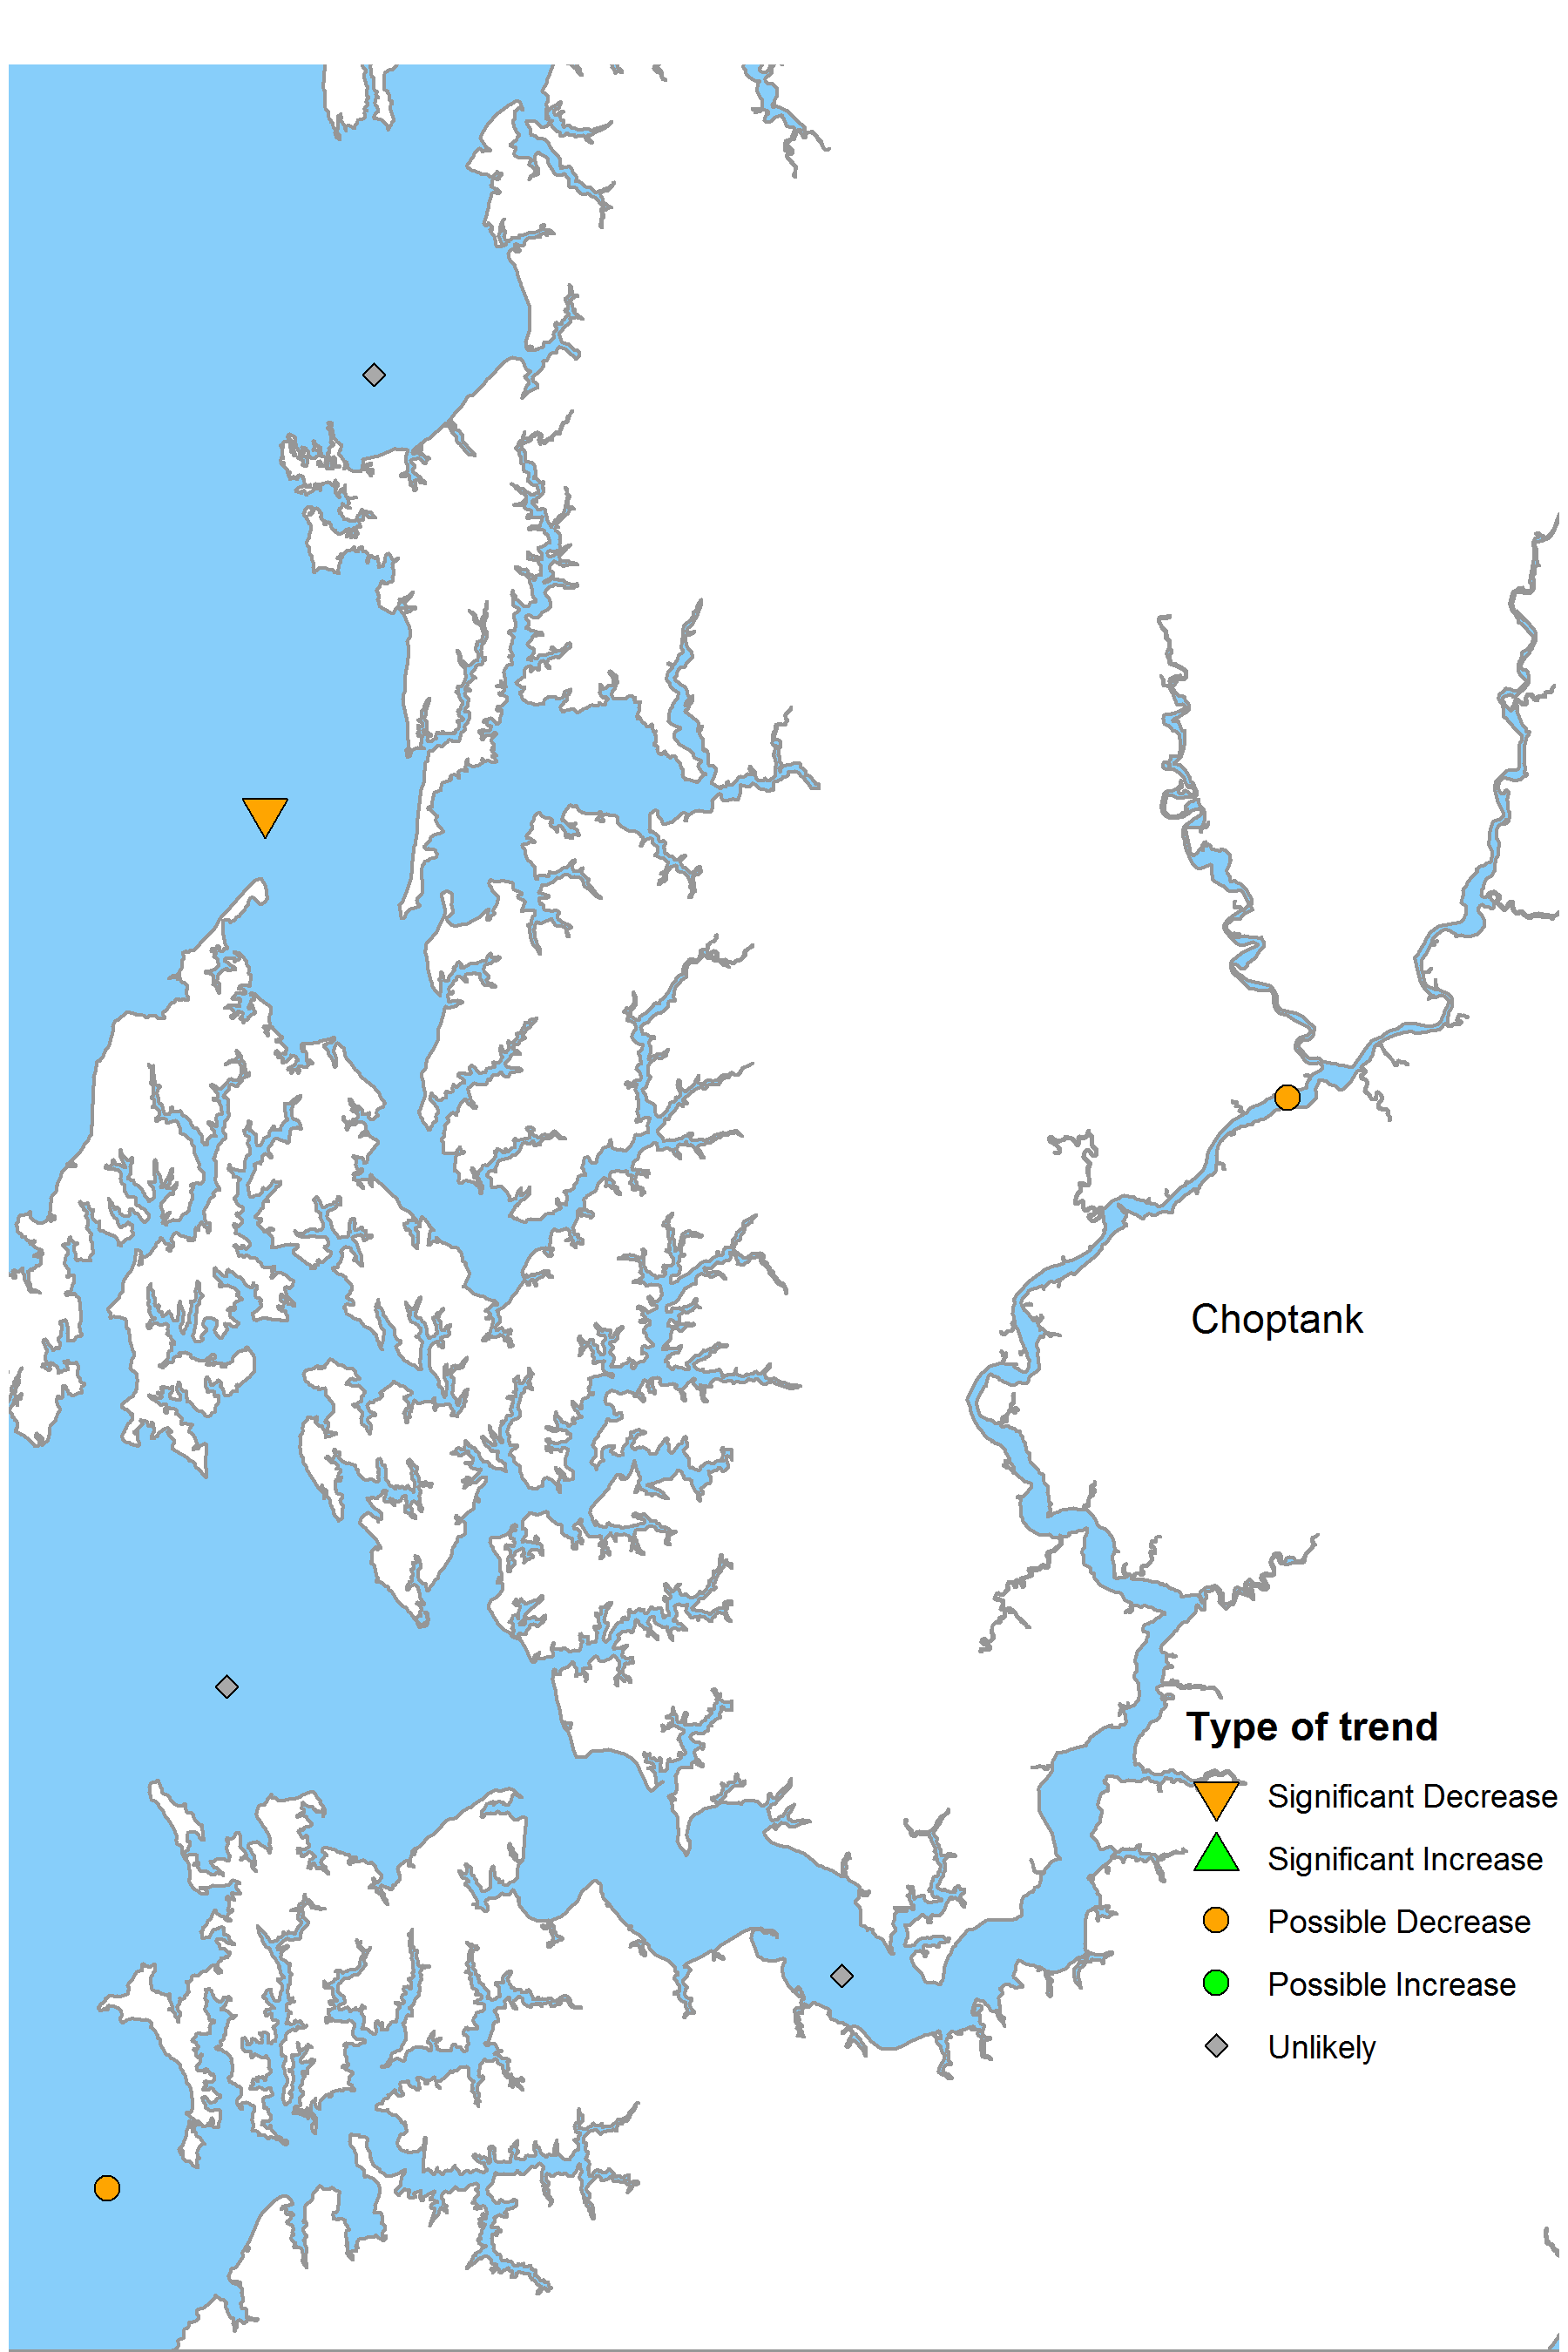 Choptank
Type of trend
Significant Decrease
Significant Increase
Possible Decrease
Possible Increase
Unlikely